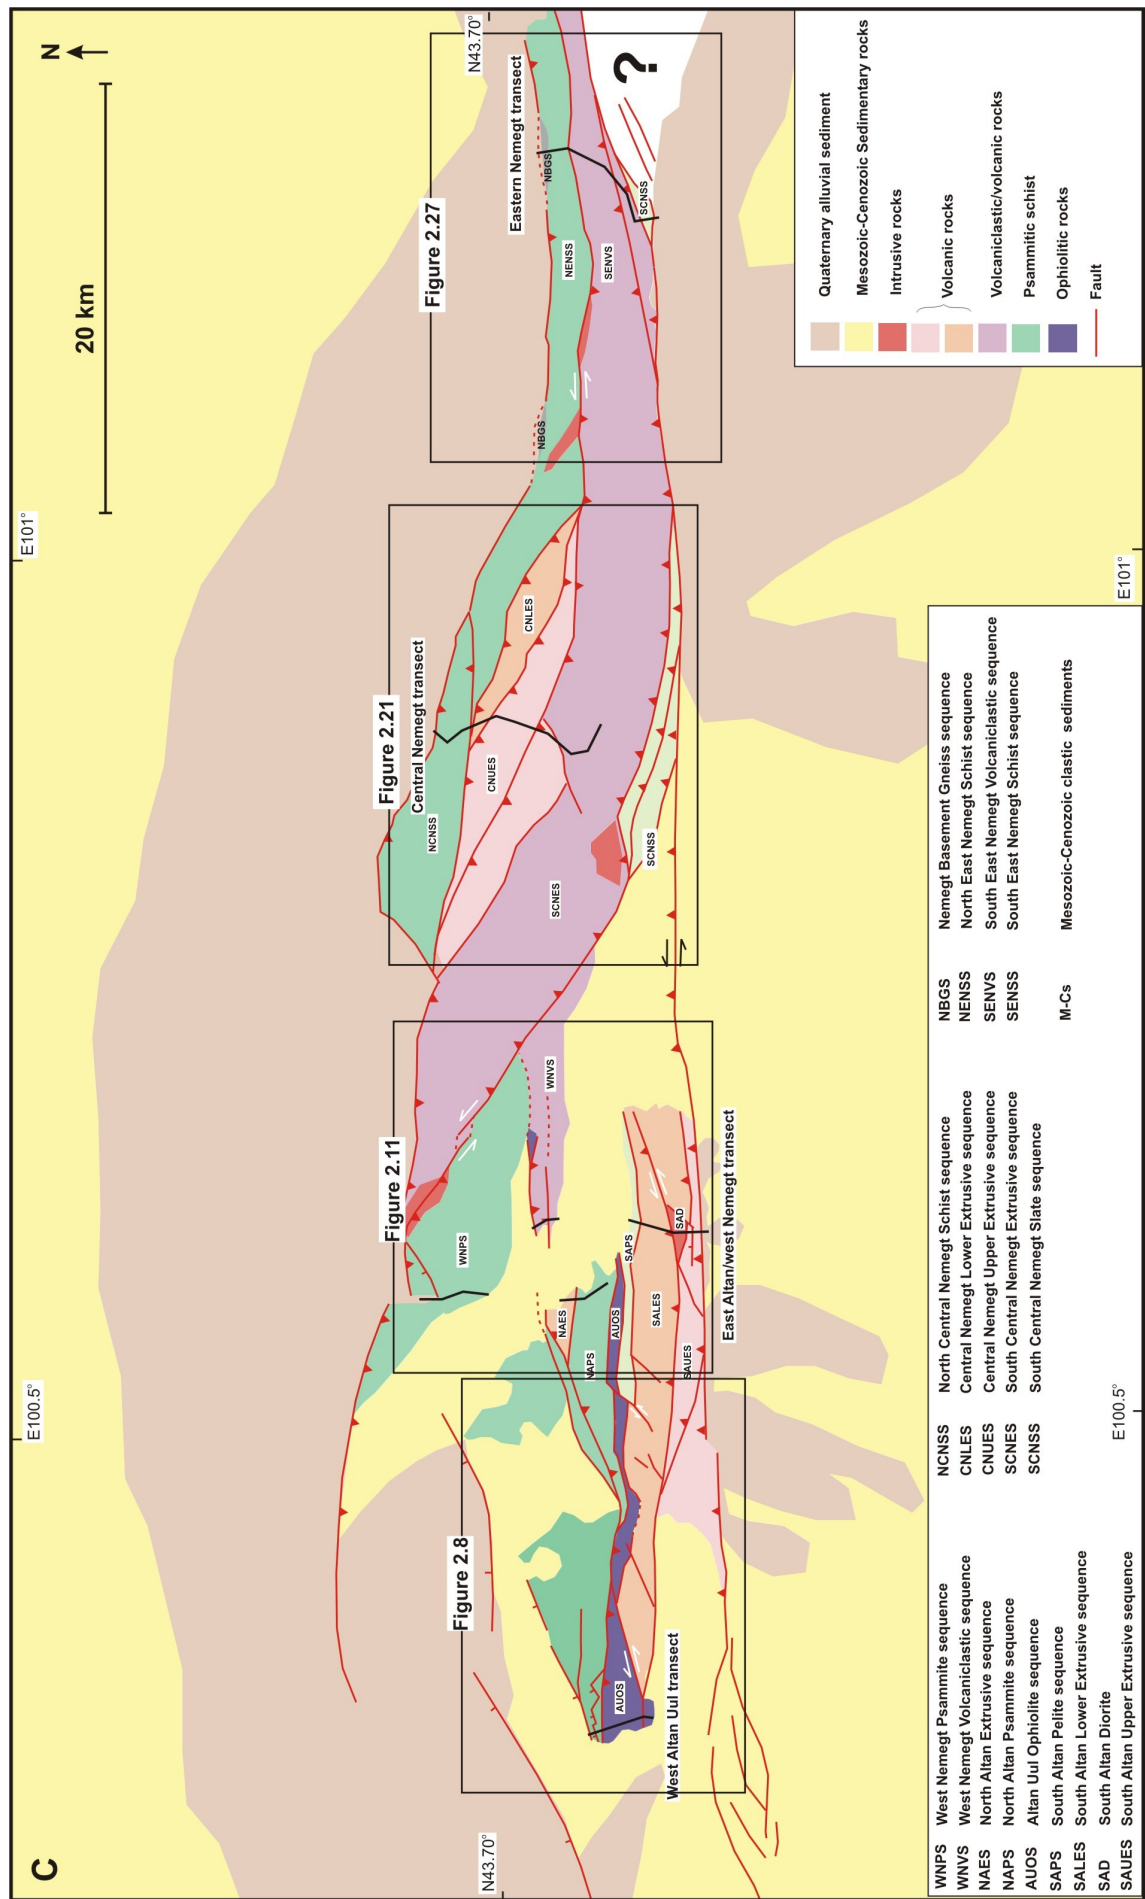 C
N
20 km
E100.5°
E101°
N43.70°
N43.70°
Figure 2.8
Figure 2.11
Figure 2.21
Figure 2.27
West Altan Uul transect
East Altan/west Nemegt transect
Central Nemegt transect
Eastern Nemegt transect
AUOS
NAPS
NAES
AUOS
SAPS
SALES
SAUES
SAD
WNPS
WNVS
NCNSS
CNUES
CNLES
SCNES
SCNSS
NBGS
NBGS
NENSS
SENVS
SCNSS
?
E100.5°
E101°
Quaternary alluvial sediment
Mesozoic-Cenozoic Sedimentary rocks
Intrusive rocks
Volcanic rocks
Volcaniclastic/volcanic rocks
Psammitic schist
Ophiolitic rocks
Fault
WNPS West Nemegt Psammite sequence
WNVS West Nemegt Volcaniclastic sequence
NAES North Altan Extrusive sequence
NAPS North Altan Psammite sequence
AUOS Altan Uul Ophiolite sequence
SAPS South Altan Pelite sequence
SALES South Altan Lower Extrusive sequence
SAD South Altan Diorite
SAUES South Altan Upper Extrusive sequence
NCNSS North Central Nemegt Schist sequence
CNLES Central Nemegt Lower Extrusive sequence
CNUES Central Nemegt Upper Extrusive sequence
SCNES South Central Nemegt Extrusive sequence
SCNSS South Central Nemegt Slate sequence
NBGS Nemegt Basement Gneiss sequence
NENSS North East Nemegt Schist sequence
SENVS South East Nemegt Volcaniclastic sequence
SENSS South East Nemegt Schist sequence
M-Cs Mesozoic-Cenozoic clastic sediments